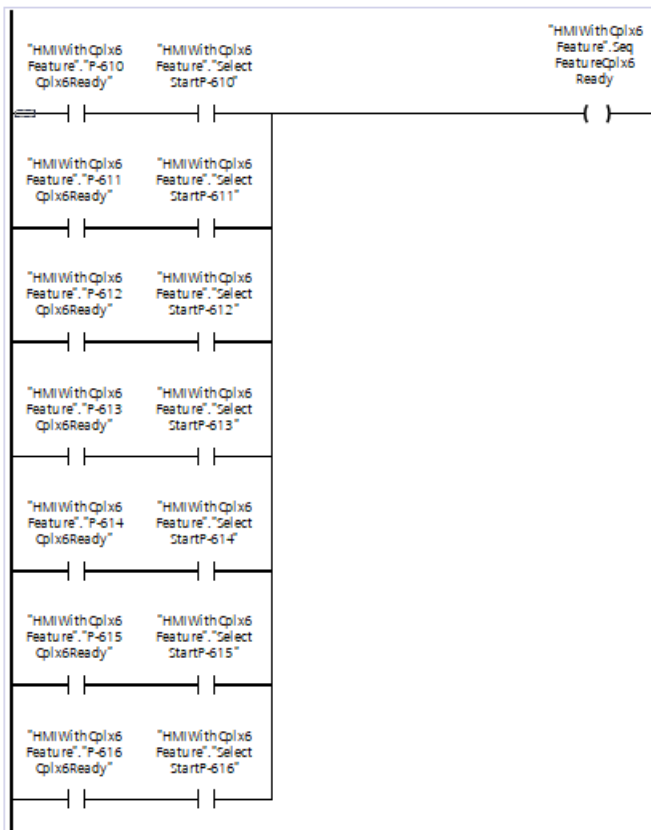 "HMIWithCplx6
Feature".Seq
FeatureCplx6
Ready
"HMIWithCplx6
Feature"."P-610
Cplx6Ready"
"HMIWithCplx6
Feature"."Select
StartP-610"
"HMIWithCplx6
Feature"."P-611
Cplx6Ready"
"HMIWithCplx6
Feature"."Select
StartP-611"
"HMIWithCplx6
Feature"."P-612
Cplx6Ready"
"HMIWithCplx6
Feature"."Select
StartP-612"
"HMIWithCplx6
Feature"."P-613
Cplx6Ready"
"HMIWithCplx6
Feature"."Select
StartP-613"
"HMIWithCplx6
Feature"."P-614
Cplx6Ready"
"HMIWithCplx6
Feature"."Select
StartP-614"
"HMIWithCplx6
Feature"."P-615
Cplx6Ready"
"HMIWithCplx6
Feature"."Select
StartP-615"
"HMIWithCplx6
Feature"."P-616
Cplx6Ready"
"HMIWithCplx6
Feature"."Select
StartP-616"